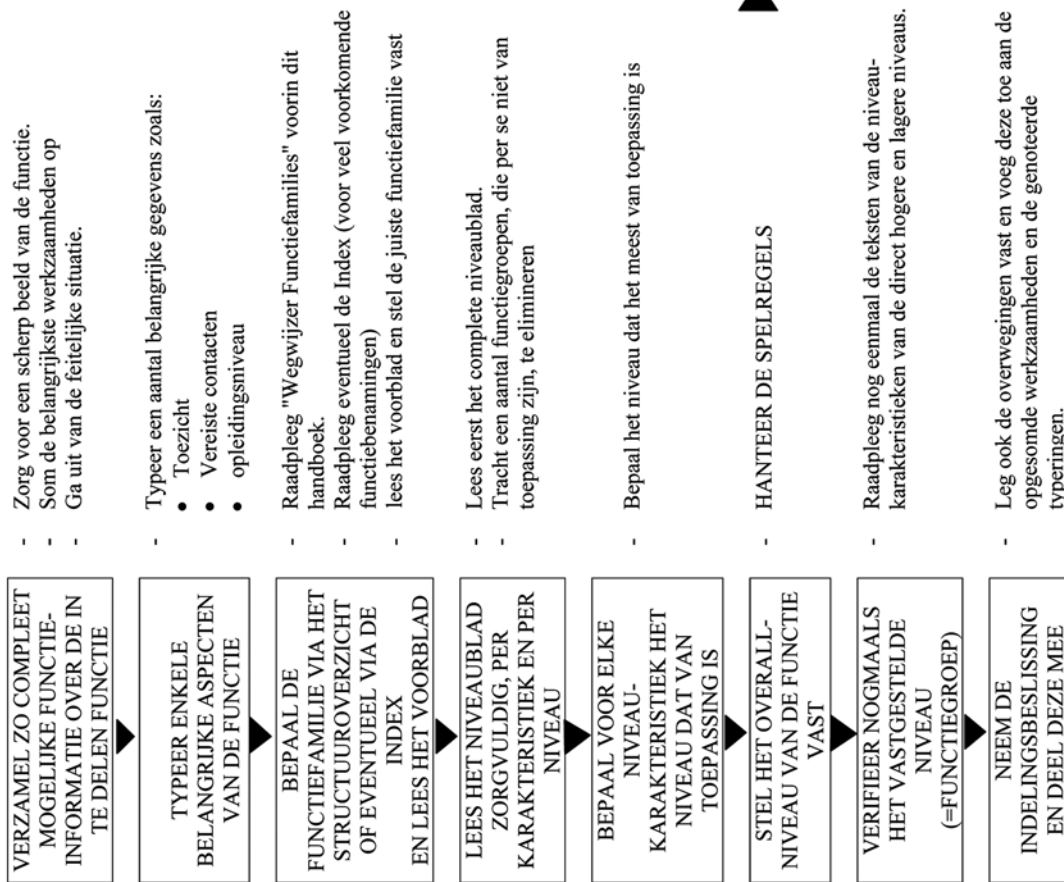 VERZAMEL ZO COMPLEET
MOGELIJKE FUNCTIE-
INFORMATIE OVER DE IN
TE DELEN FUNCTIE
- Zorg voor een scherp beeld van de functie.
- Som de belangrijkste werkzaamheden op
- Ga uit van de feitelijke situatie.
TYPEER ENKELE
BELANGRIJKE ASPECTEN
VAN DE FUNCTIE
- Typeer een aantal belangrijke gegevens zoals:
• Toezicht
• Vereiste contacten
• opleidingsniveau
BEPAAL DE
FUNCTIEFAMILIE VIA HET
STRUCTUUROVERZICHT
OF EVENTUEEL VIA DE
INDEX
EN LEES HET VOORBLAD
- Raadpleeg "Wegwijzer Functiefamilies" voorin dit
handboek.
- Raadpleeg eventueel de Index (voor veel voorkomende
functiebenamingen)
- lees het voorblad en stel de juiste functiefamilie vast
LEES HET NIVEAUBLAD
ZORGVULDIG, PER
KARAKTERISTIEK EN PER
NIVEAU
- Lees eerst het complete niveaublad.
- Tracht een aantal functiegroepen, die per se niet van
toepassing zijn, te elimineren
BEPAAL VOOR ELKE
NIVEAU-
KARAKTERISTIEK HET
NIVEAU DAT VAN
TOEPASSING IS
- Bepaal het niveau dat het meest van toepassing is
STEL HET OVERALL-
NIVEAU VAN DE FUNCTIE
VAST
- HANTEER DE SPELREGELS
VERIFIEER NOGMAALS
HET VASTGESTELDE
NIVEAU
(=FUNCTIEGROEP)
- Raadpleeg nog eenmaal de teksten van de niveau-
karakteristieken van de direct hogere en lagere niveaus.
NEEM DE
INDELINGSBESLISSING
EN DEEL DEZE MEE
- Leg ook de overwegingen vast en voeg deze toe aan de
opgesomde werkzaamheden en de genoteerde
typeringen.